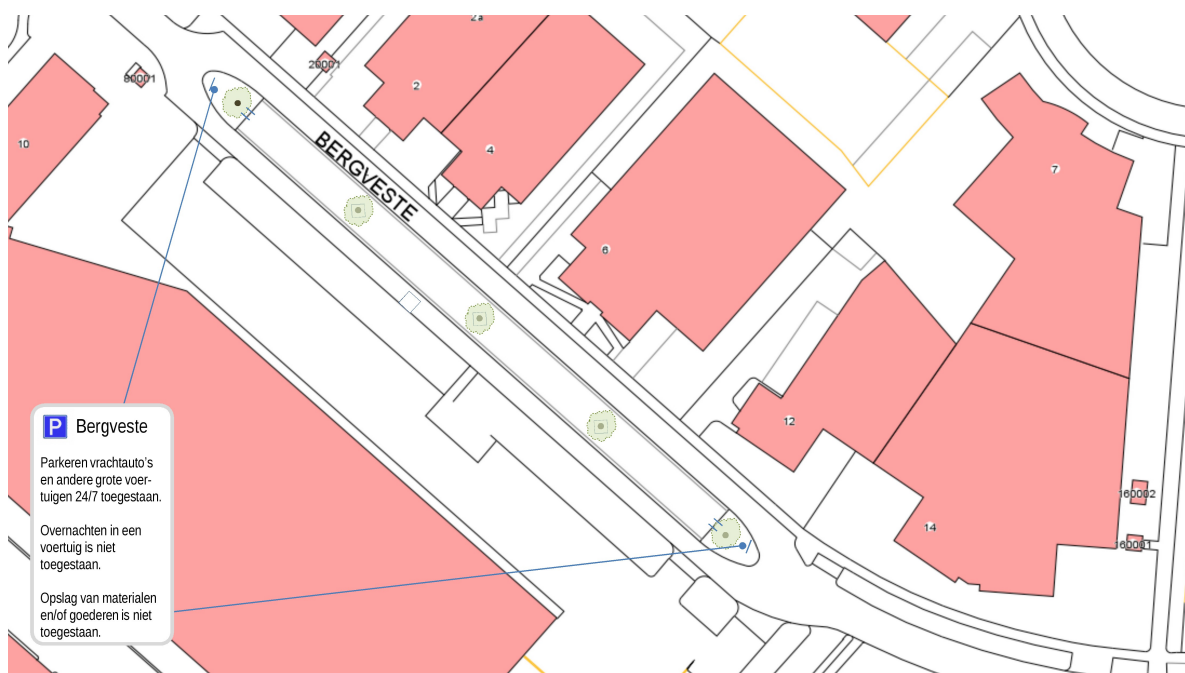 2a
20001
80001
2
10
4
BERGVESTE
7
6
12
160002
14
160001
P Bergveste
Parkeren vrachtauto's
en andere grote voer-
tuigen 24/7 toegestaan.
Overnachten in een
voertuig is niet
toegestaan.
Opslag van materialen
en/of goederen is niet
toegestaan.